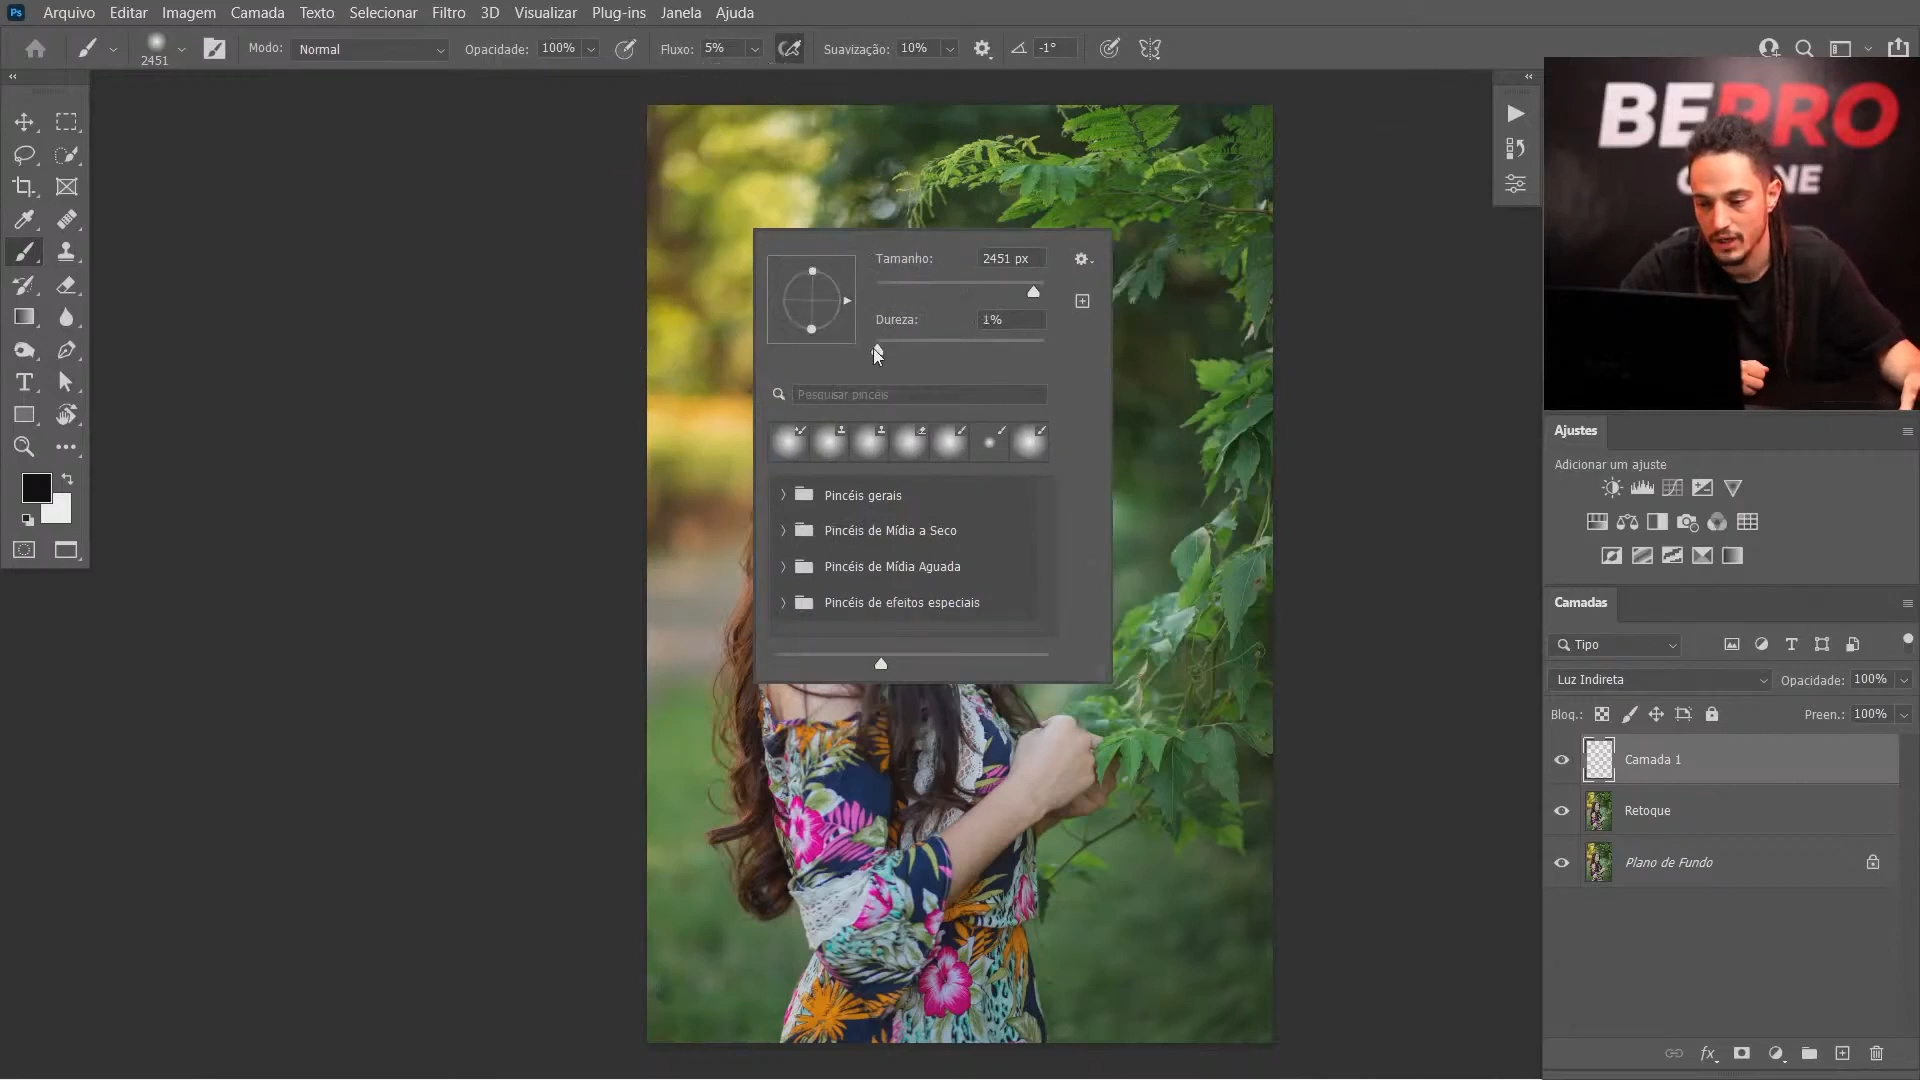 Ps Arquivo Editar Imagem Camada Texto Selecionar Filtro 3D Visualizar Plug-ins Janela Ajuda
2451 Modo: Normal Opacidade: 100% Fluxo: 5% Suavização: 10% -1°
BEPRO
Tamanho: 2451 px
Dureza: 1%
Pesquisar pincéis
Pincéis gerais
Pincéis de Mídia a Seco
Pincéis de Mídia Aguada
Pincéis de efeitos especiais
Ajustes
Adicionar um ajuste
Camadas
Tipo
Luz Indireta Opacidade: 100%
Bloq.: Preen.: 100%
Camada 1
Retoque
Plano de Fundo
fx